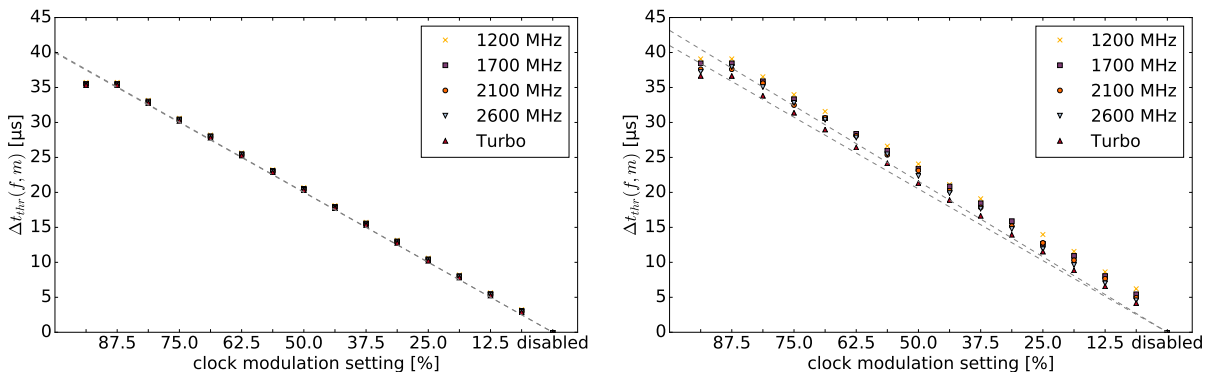 45
40
35
30
25
20
15
10
5
0
Δt_thr(f, m) [µs]
1200 MHz
1700 MHz
2100 MHz
2600 MHz
Turbo
87.5 75.0 62.5 50.0 37.5 25.0 12.5 disabled
clock modulation setting [%]
45
40
35
30
25
20
15
10
5
0
Δt_thr(f, m) [µs]
1200 MHz
1700 MHz
2100 MHz
2600 MHz
Turbo
87.5 75.0 62.5 50.0 37.5 25.0 12.5 disabled
clock modulation setting [%]